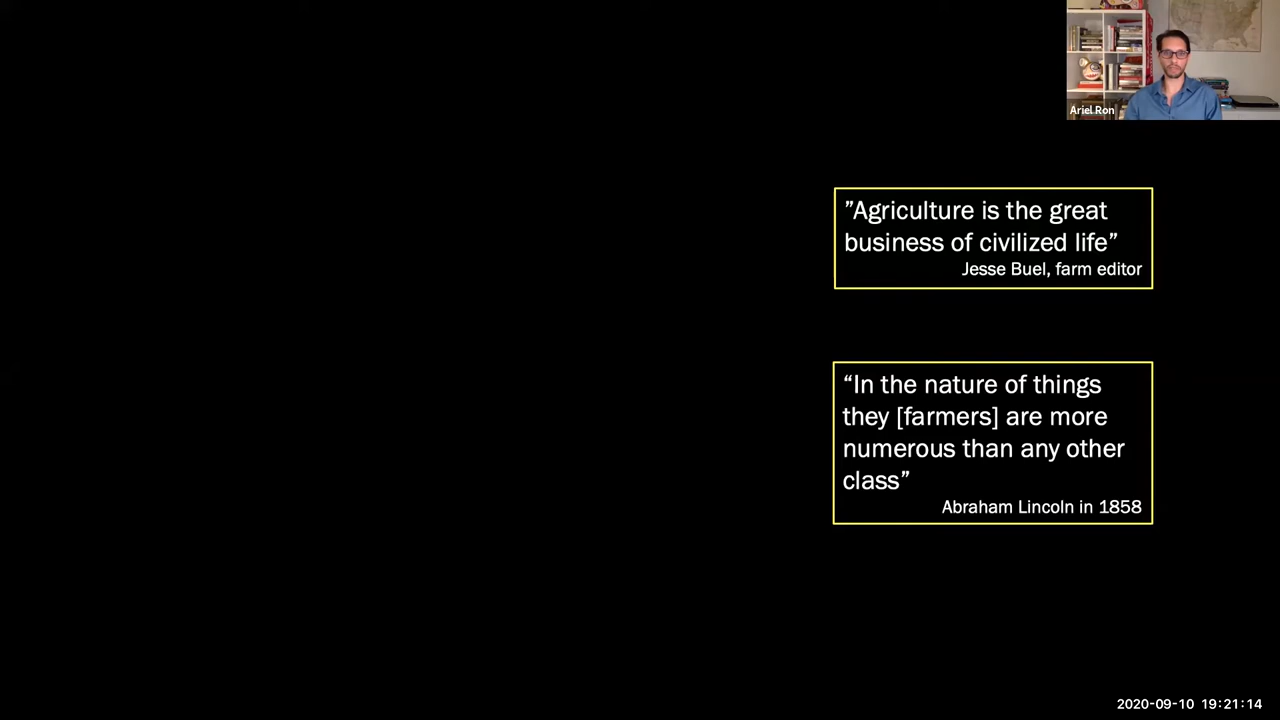 Ariel Ron
”Agriculture is the great
business of civilized life”
Jesse Buel, farm editor
“In the nature of things
they [farmers] are more
numerous than any other
class”
Abraham Lincoln in 1858
2020-09-10 19:21:14